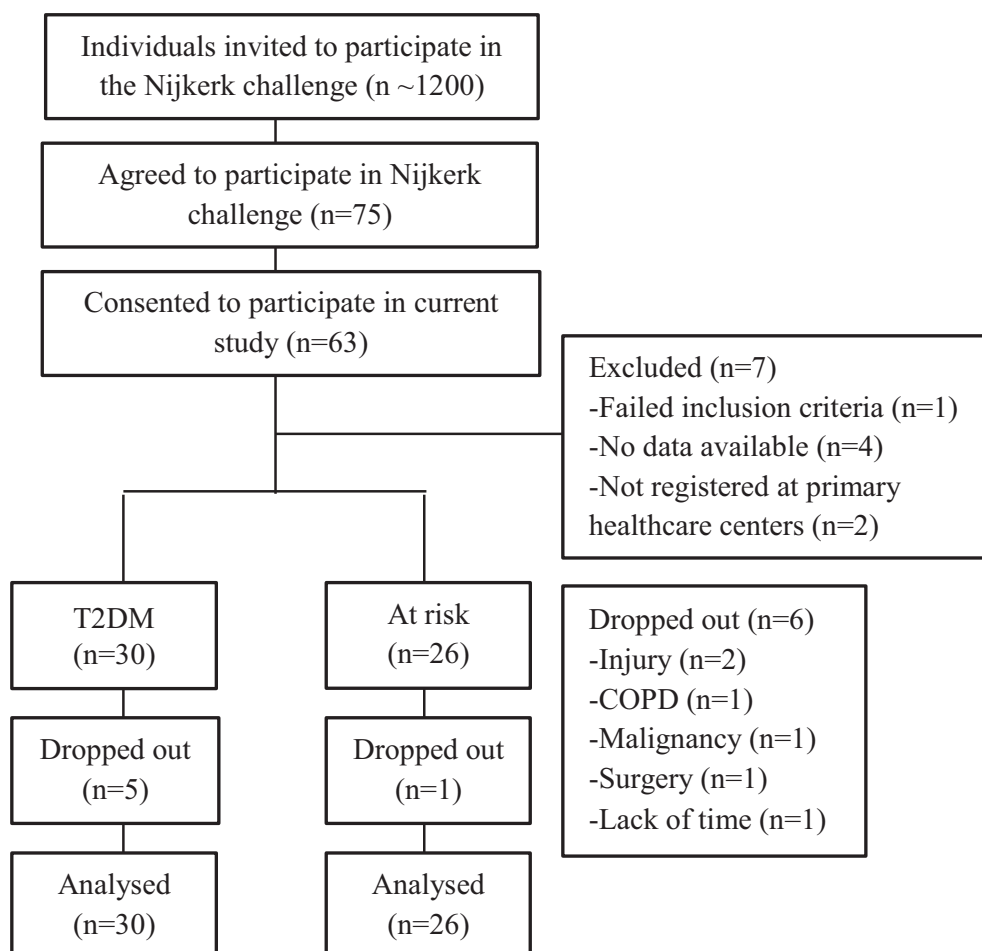 Individuals invited to participate in
the Nijkerk challenge (n ~1200)
Agreed to participate in Nijkerk
challenge (n=75)
Consented to participate in current
study (n=63)
Excluded (n=7)
-Failed inclusion criteria (n=1)
-No data available (n=4)
-Not registered at primary
healthcare centers (n=2)
T2DM
(n=30)
At risk
(n=26)
Dropped out (n=6)
-Injury (n=2)
-COPD (n=1)
-Malignancy (n=1)
-Surgery (n=1)
-Lack of time (n=1)
Dropped out
(n=5)
Dropped out
(n=1)
Analysed
(n=30)
Analysed
(n=26)